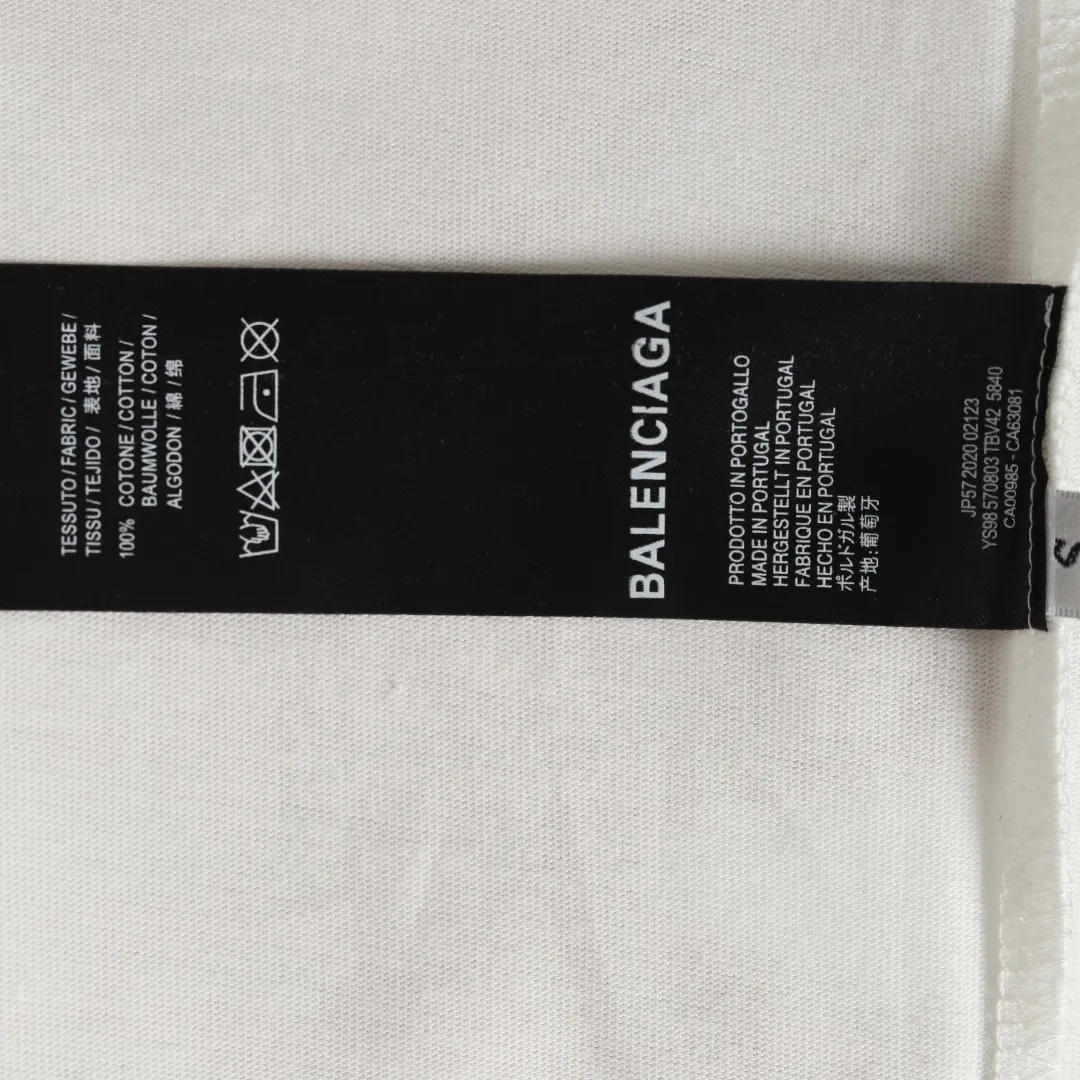 TESSUTO / FABRIC / GEWEBE /
TISSU / TEJIDO / 表地 / 面料
100% COTONE / COTTON /
BAUMWOLLE / COTON /
ALGODON / 綿 / 绵
BALENCIAGA
PRODOTTO IN PORTOGALLO
MADE IN PORTUGAL
HERGESTELLT IN PORTUGAL
FABRIQUE EN PORTUGAL
HECHO EN PORTUGAL
ポルドガル製
产地:葡萄牙
JP57 2020 02123
YS98 570803 TBV42 5840
CA00985 - CA63081
S